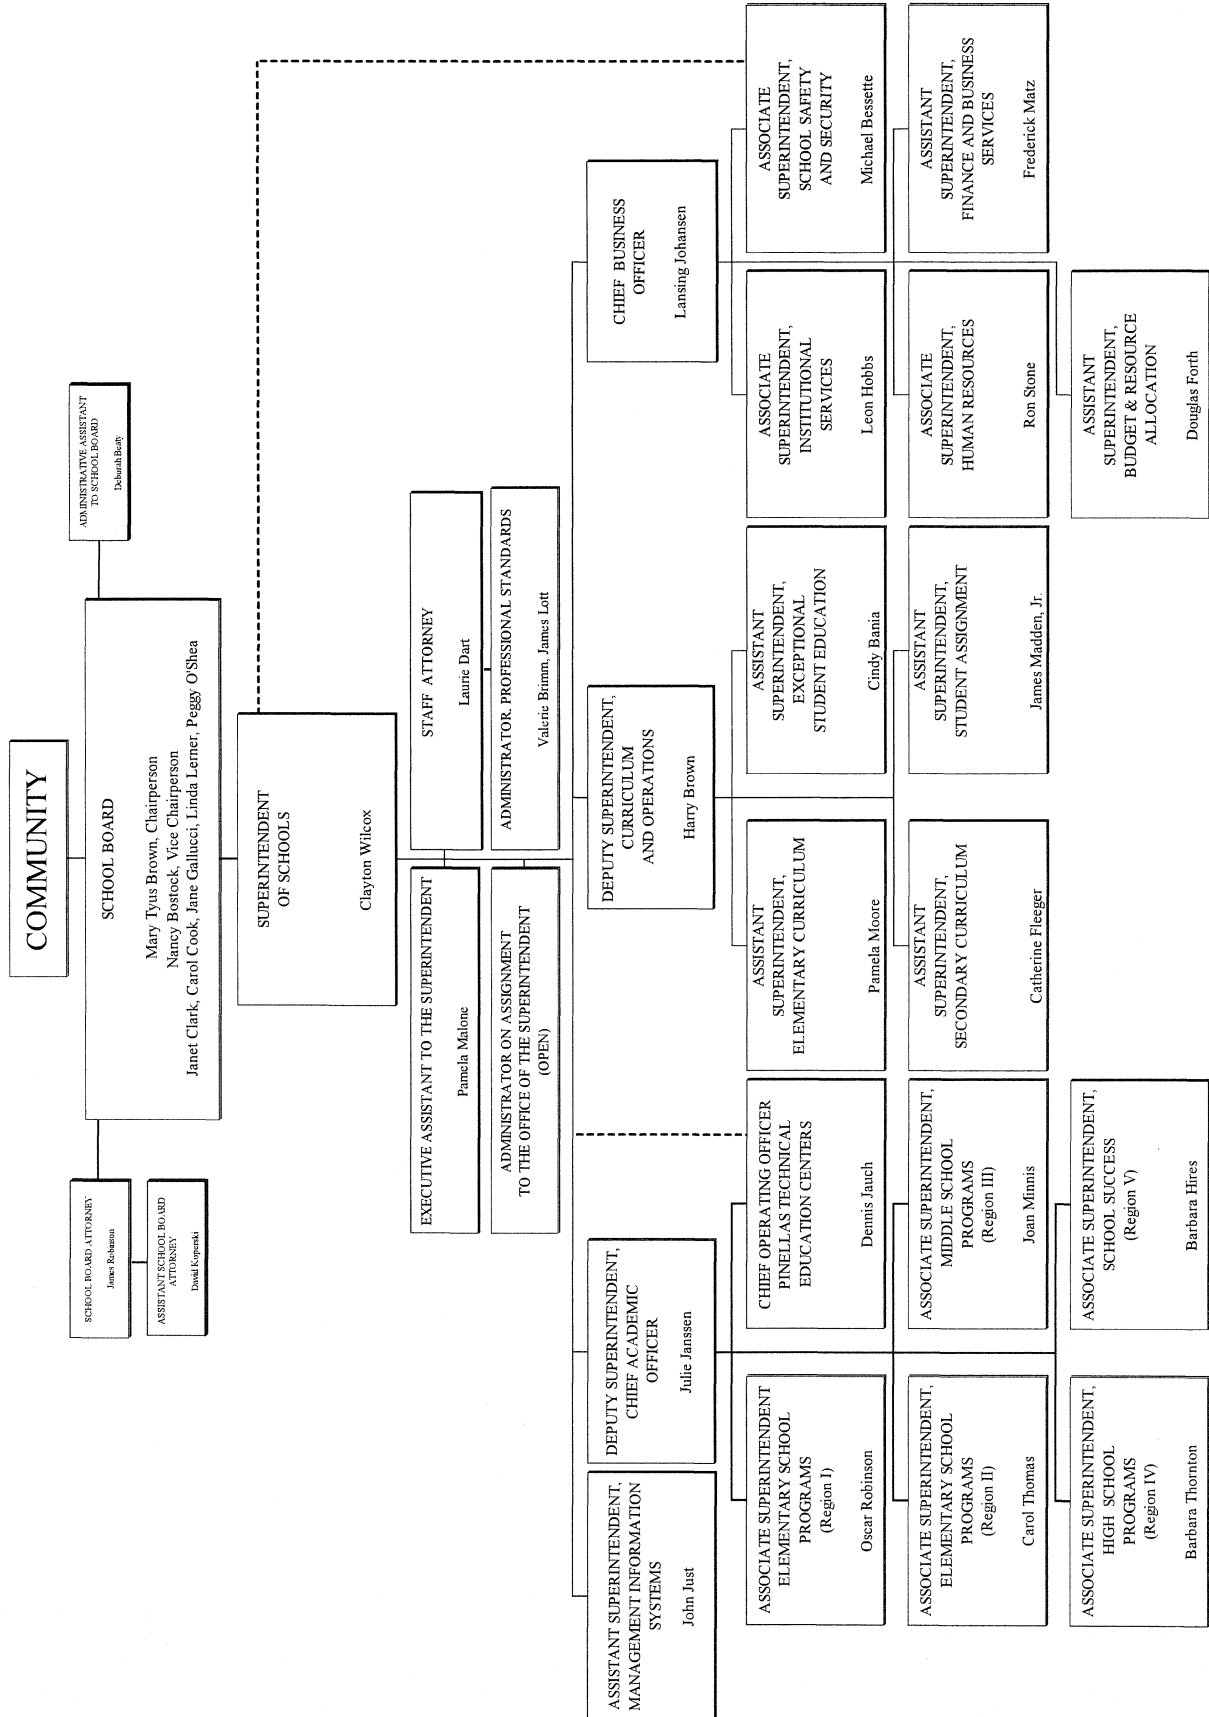 COMMUNITY
SCHOOL BOARD
Mary Tyus Brown, Chairperson
Nancy Bostock, Vice Chairperson
Janet Clark, Carol Cook, Jane Gallucci, Linda Lerner, Peggy O'Shea
SCHOOL BOARD ATTORNEY
James Robinson
ASSISTANT SCHOOL BOARD
ATTORNEY
David Koperski
ADMINISTRATIVE ASSISTANT
TO SCHOOL BOARD
Deborah Beaty
SUPERINTENDENT
OF SCHOOLS
Clayton Wilcox
EXECUTIVE ASSISTANT TO THE SUPERINTENDENT
Pamela Malone
STAFF ATTORNEY
Laurie Dart
ADMINISTRATOR ON ASSIGNMENT
TO THE OFFICE OF THE SUPERINTENDENT
(OPEN)
ADMINISTRATOR, PROFESSIONAL STANDARDS
Valerie Brimm, James Lott
ASSISTANT SUPERINTENDENT,
MANAGEMENT INFORMATION
SYSTEMS
John Just
DEPUTY SUPERINTENDENT,
CHIEF ACADEMIC
OFFICER
Julie Janssen
DEPUTY SUPERINTENDENT,
CURRICULUM
AND OPERATIONS
Harry Brown
CHIEF BUSINESS
OFFICER
Lansing Johansen
ASSOCIATE SUPERINTENDENT
ELEMENTARY SCHOOL
PROGRAMS
(Region I)
Oscar Robinson
CHIEF OPERATING OFFICER
PINELLAS TECHNICAL
EDUCATION CENTERS
Dennis Jauch
ASSISTANT
SUPERINTENDENT,
ELEMENTARY CURRICULUM
Pamela Moore
ASSISTANT
SUPERINTENDENT,
EXCEPTIONAL
STUDENT EDUCATION
Cindy Bania
ASSOCIATE
SUPERINTENDENT,
INSTITUTIONAL
SERVICES
Leon Hobbs
ASSOCIATE
SUPERINTENDENT,
SCHOOL SAFETY
AND SECURITY
Michael Bessette
ASSOCIATE SUPERINTENDENT,
ELEMENTARY SCHOOL
PROGRAMS
(Region II)
Carol Thomas
ASSOCIATE SUPERINTENDENT,
MIDDLE SCHOOL
PROGRAMS
(Region III)
Joan Minnis
ASSISTANT
SUPERINTENDENT,
SECONDARY CURRICULUM
Catherine Fleeger
ASSISTANT
SUPERINTENDENT,
STUDENT ASSIGNMENT
James Madden, Jr.
ASSOCIATE
SUPERINTENDENT,
HUMAN RESOURCES
Ron Stone
ASSISTANT
SUPERINTENDENT,
FINANCE AND BUSINESS
SERVICES
Frederick Matz
ASSOCIATE SUPERINTENDENT,
HIGH SCHOOL
PROGRAMS
(Region IV)
Barbara Thornton
ASSOCIATE SUPERINTENDENT,
SCHOOL SUCCESS
(Region V)
Barbara Hires
ASSISTANT
SUPERINTENDENT,
BUDGET & RESOURCE
ALLOCATION
Douglas Forth